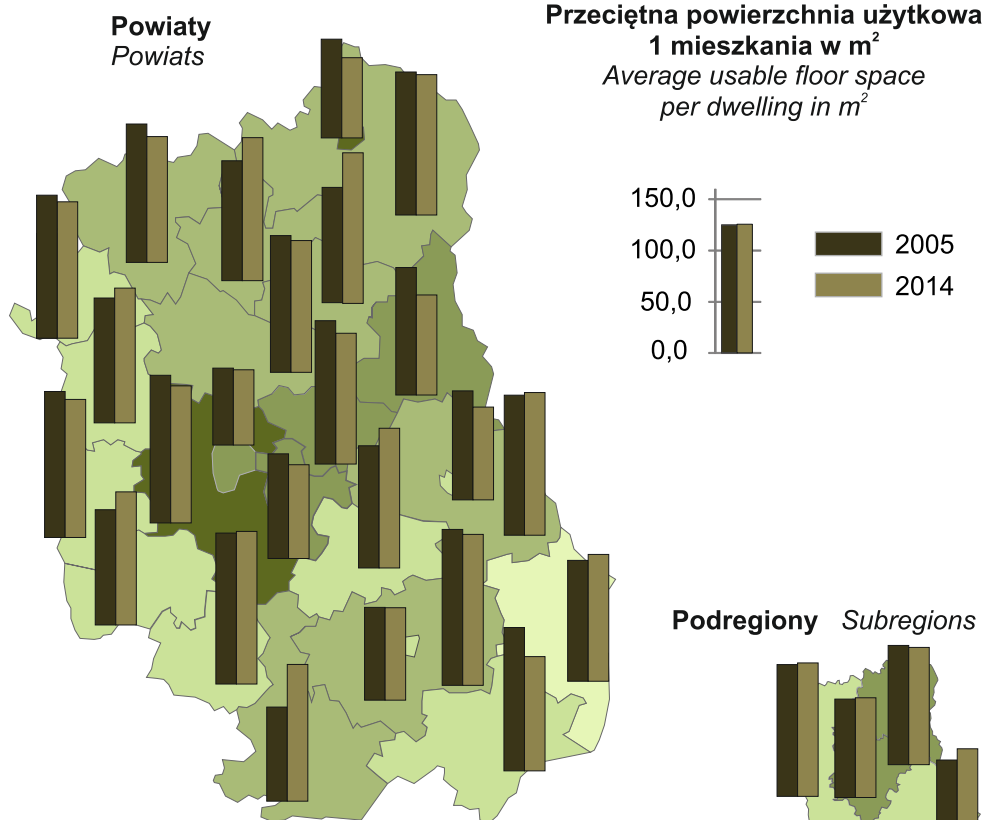 Powiaty
Powiats
Przeciętna powierzchnia użytkowa
1 mieszkania w m²
Average usable floor space
per dwelling in m²
150,0
100,0
50,0
0,0
2005
2014
Podregiony Subregions